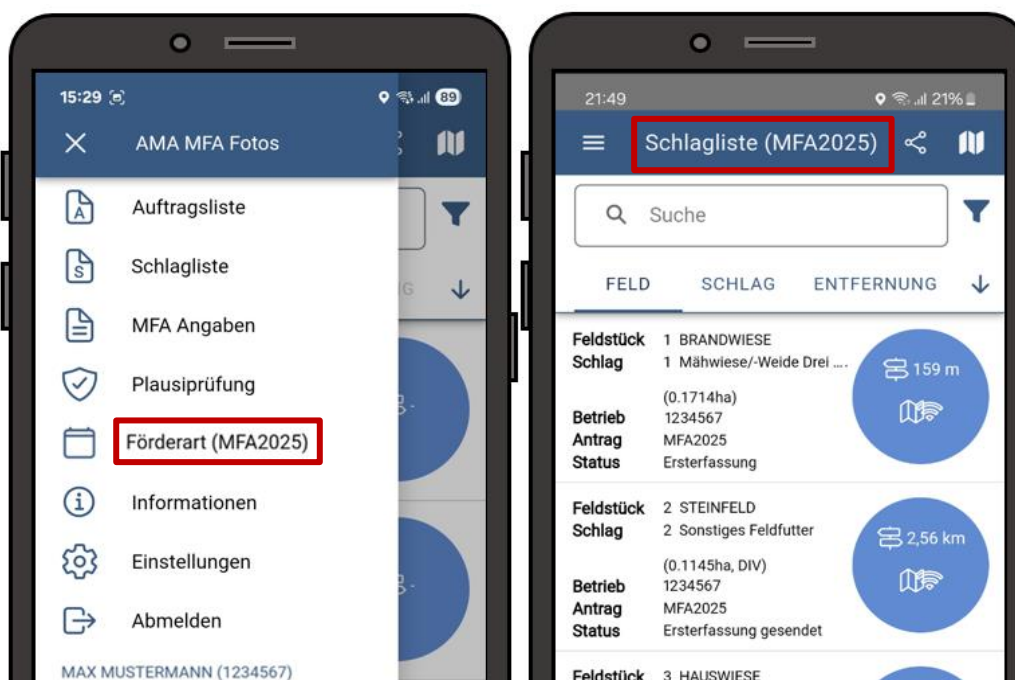 15:29
89
AMA MFA Fotos
Auftragsliste
Schlagliste
MFA Angaben
Plausiprüfung
Förderart (MFA2025)
Informationen
Einstellungen
Abmelden
MAX MUSTERMANN (1234567)
G
21:49
21%
Schlagliste (MFA2025)
Suche
FELD SCHLAG ENTFERNUNG
Feldstück 1 BRANDWIESE
Schlag 1 Mähwiese/-Weide Drei ....
159 m
(0.1714ha)
Betrieb 1234567
Antrag MFA2025
Status Ersterfassung
Feldstück 2 STEINFELD
Schlag 2 Sonstiges Feldfutter
2,56 km
(0.1145ha, DIV)
Betrieb 1234567
Antrag MFA2025
Status Ersterfassung gesendet
Feldstück 3 HAUSWIESE